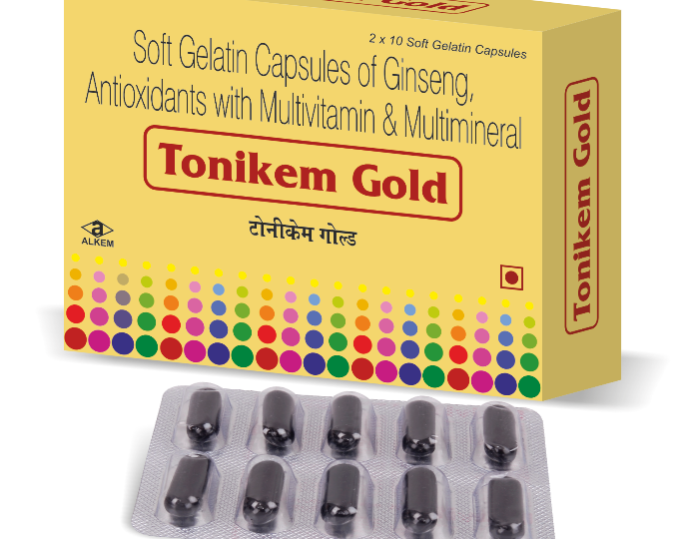 Gold
2 x 10 Soft Gelatin Capsules
Soft Gelatin Capsules of Ginseng,
Antioxidants with Multivitamin & Multimineral
Tonikem Gold
टोनीकेम गोल्ड
a
ALKEM
Tonikem Gold